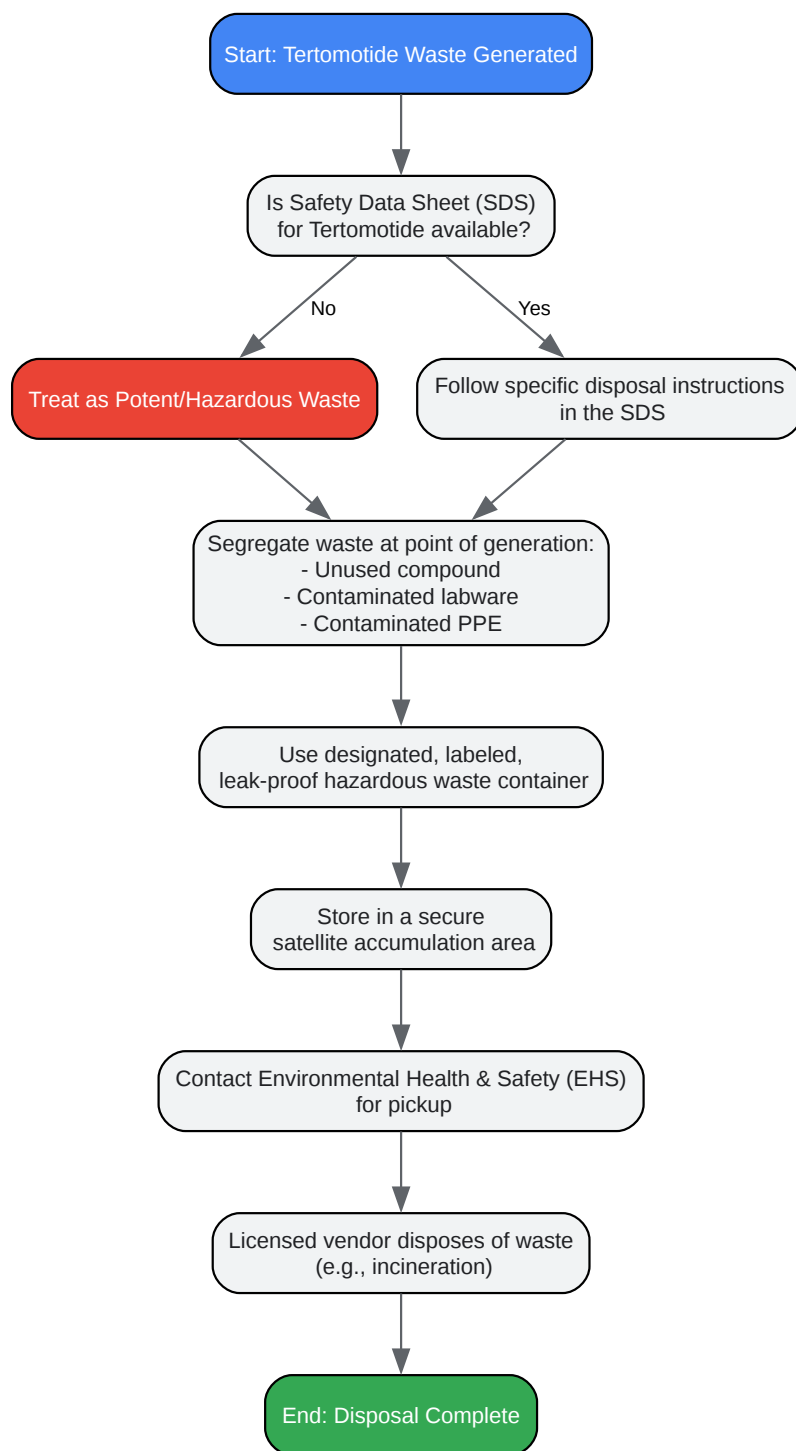 Start: Tertomotide Waste Generated
Is Safety Data Sheet (SDS)
for Tertomotide available?
No
Yes
Treat as Potent/Hazardous Waste
Follow specific disposal instructions
in the SDS
Segregate waste at point of generation:
- Unused compound
- Contaminated labware
- Contaminated PPE
Use designated, labeled,
leak-proof hazardous waste container
Store in a secure
satellite accumulation area
Contact Environmental Health & Safety (EHS)
for pickup
Licensed vendor disposes of waste
(e.g., incineration)
End: Disposal Complete